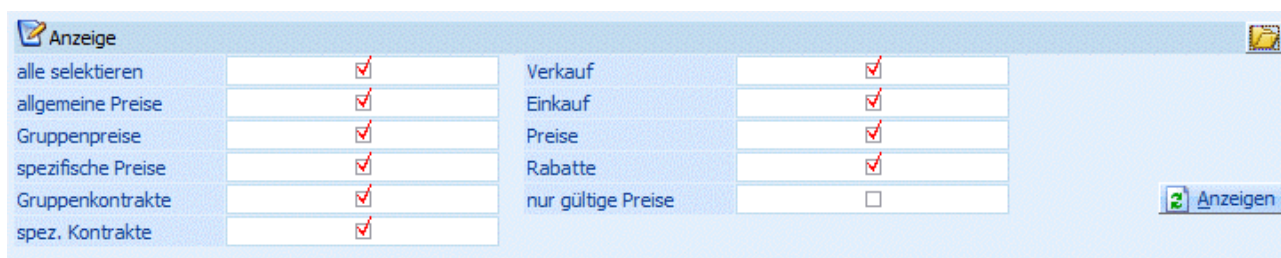 Anzeige
alle selektieren Verkauf
allgemeine Preise Einkauf
Gruppenpreise Preise
spezifische Preise Rabatte
Gruppenkontrakte nur gültige Preise Anzeigen
spez. Kontrakte